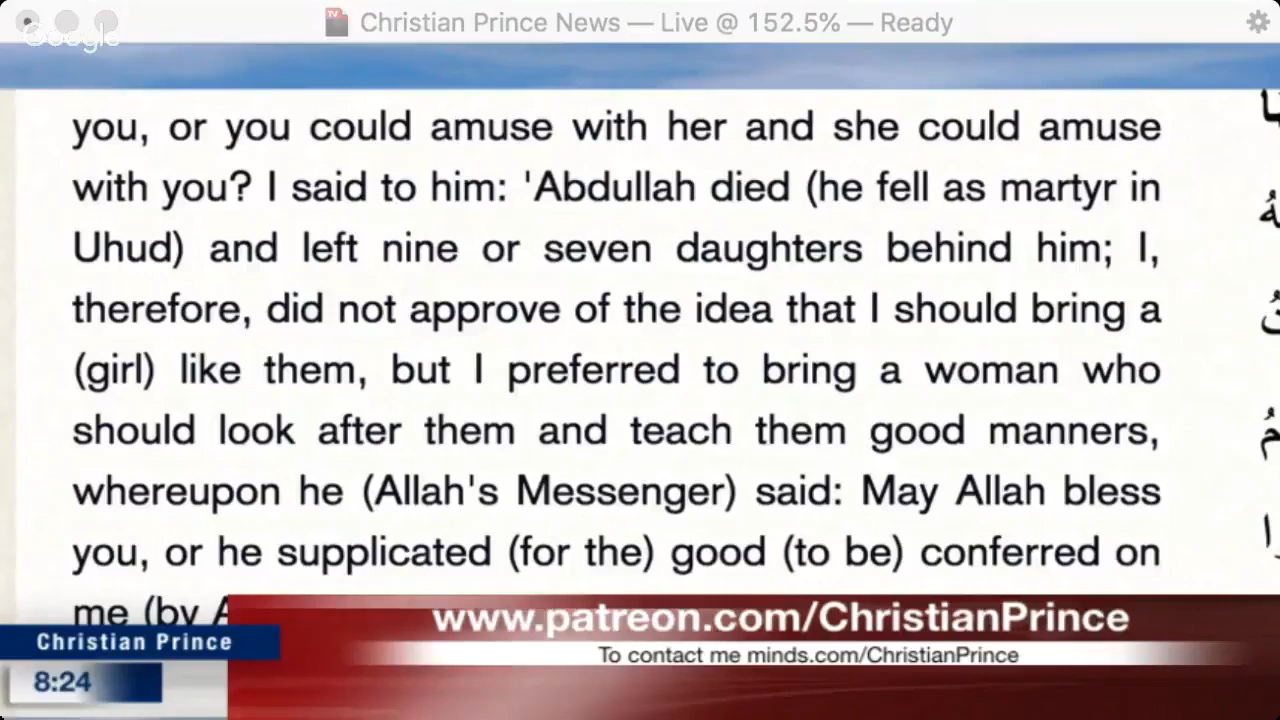 Christian Prince News — Live @ 152.5% — Ready
Google
you, or you could amuse with her and she could amuse
with you? I said to him: 'Abdullah died (he fell as martyr in
Uhud) and left nine or seven daughters behind him; I,
therefore, did not approve of the idea that I should bring a
(girl) like them, but I preferred to bring a woman who
should look after them and teach them good manners,
whereupon he (Allah's Messenger) said: May Allah bless
you, or he supplicated (for the) good (to be) conferred on
me (by A
www.patreon.com/ChristianPrince
Christian Prince
To contact me minds.com/ChristianPrince
8:24